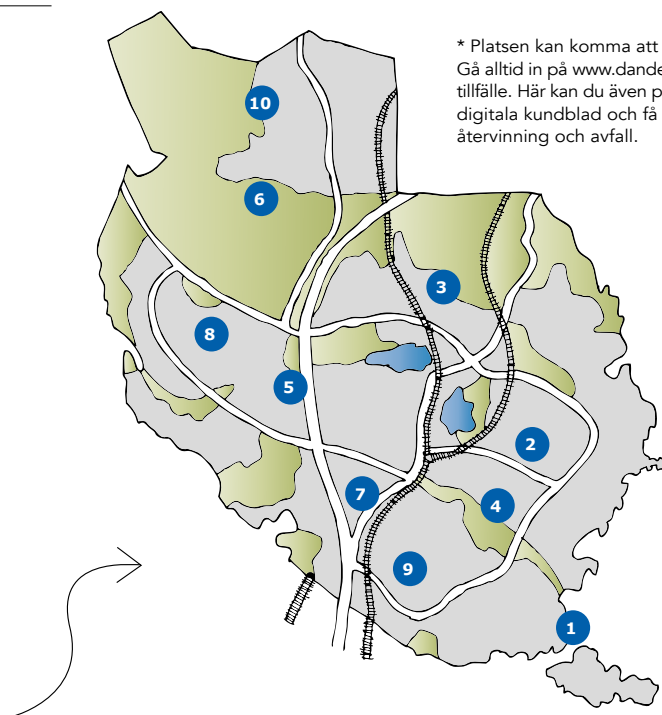 * Platsen kan komma att
Gå alltid in på www.dande
tillfälle. Här kan du även p
digitala kundblad och få
återvinning och avfall.
10
6
3
8
5
2
7
4
9
1